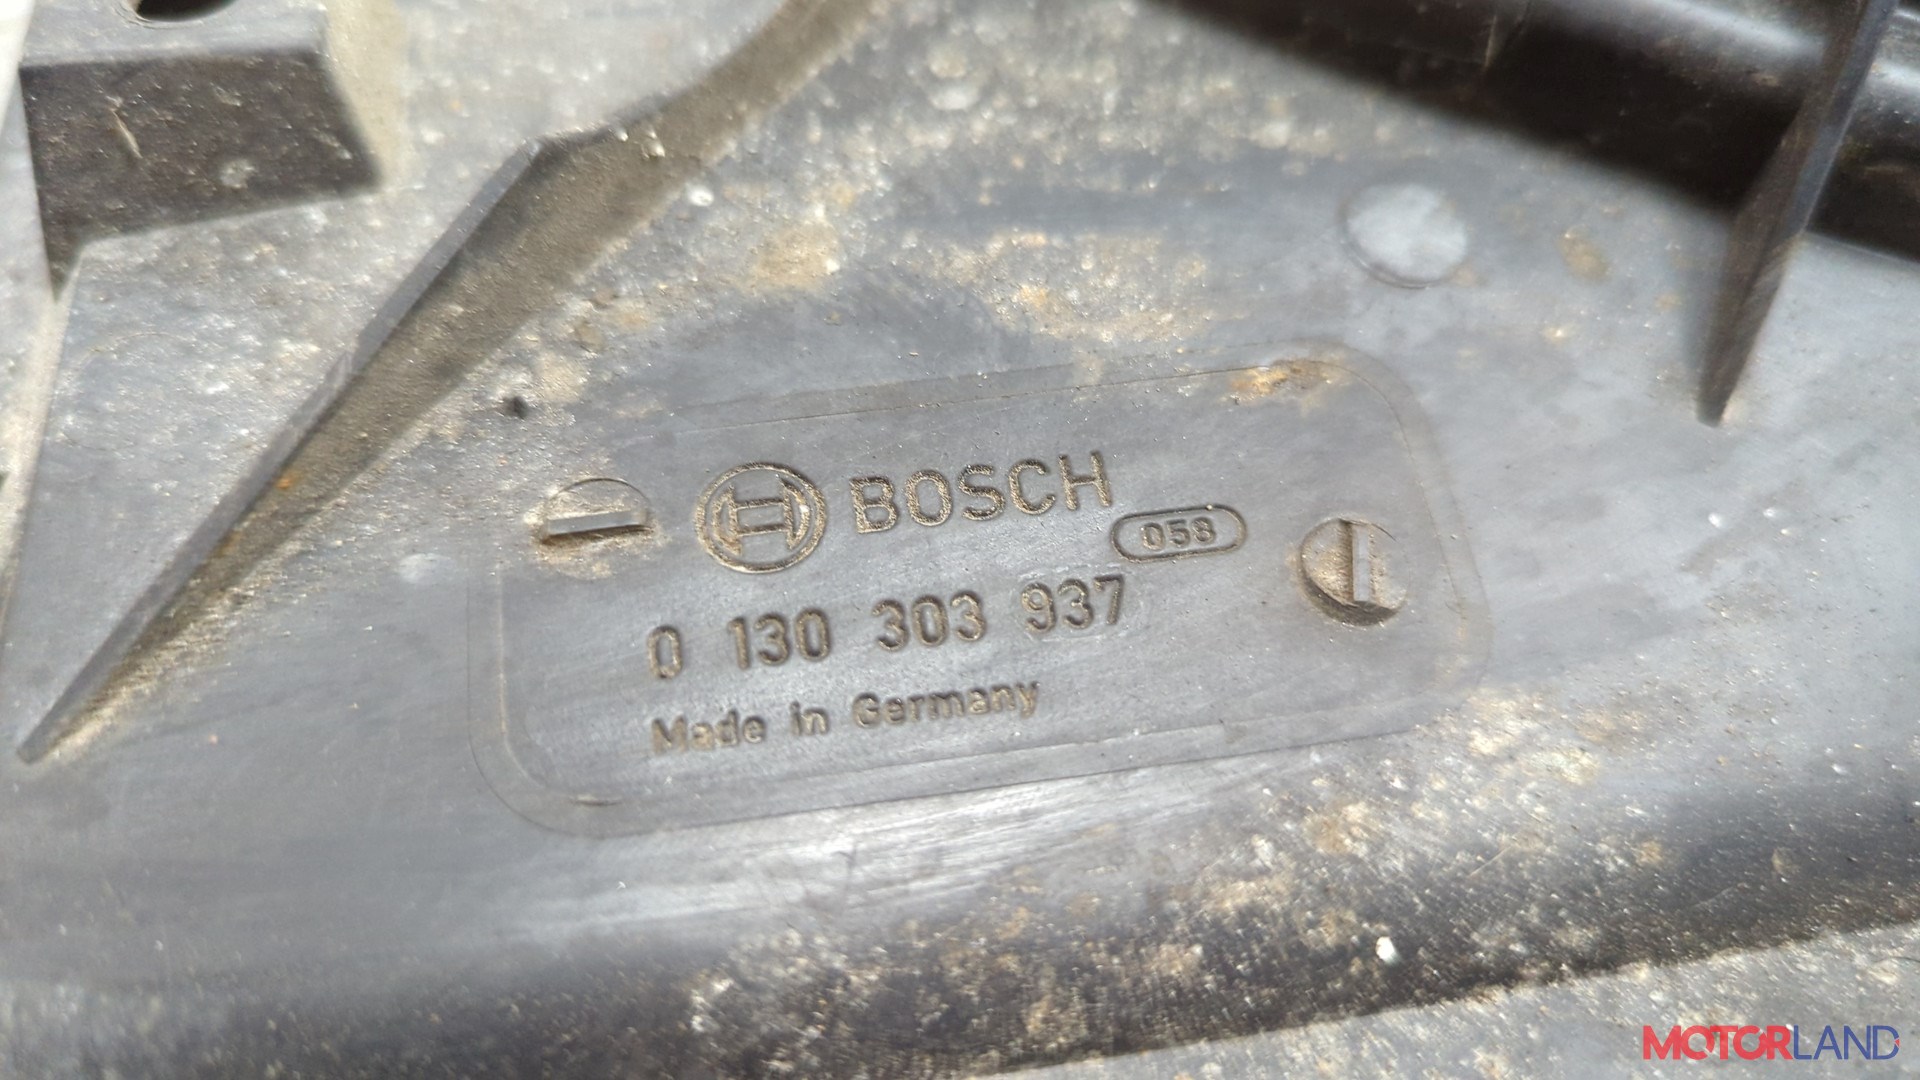 BOSCH
058
0 130 303 937
Made in Germany
MOTORLAND